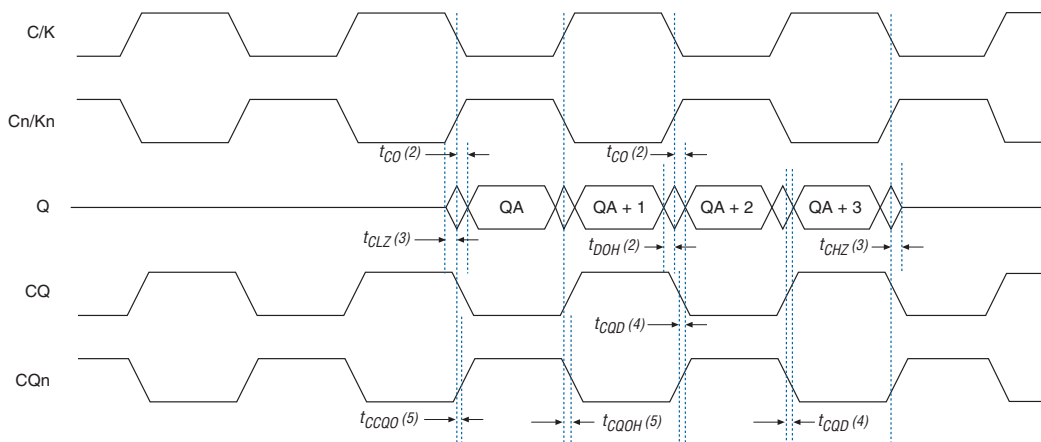 C/K
Cn/Kn
tCO (2)
tCO (2)
Q
QA
QA + 1
QA + 2
QA + 3
tCLZ (3)
tDOH (2)
tCHZ (3)
CQ
tCQD (4)
CQn
tCCQO (5)
tCQOH (5)
tCQD (4)